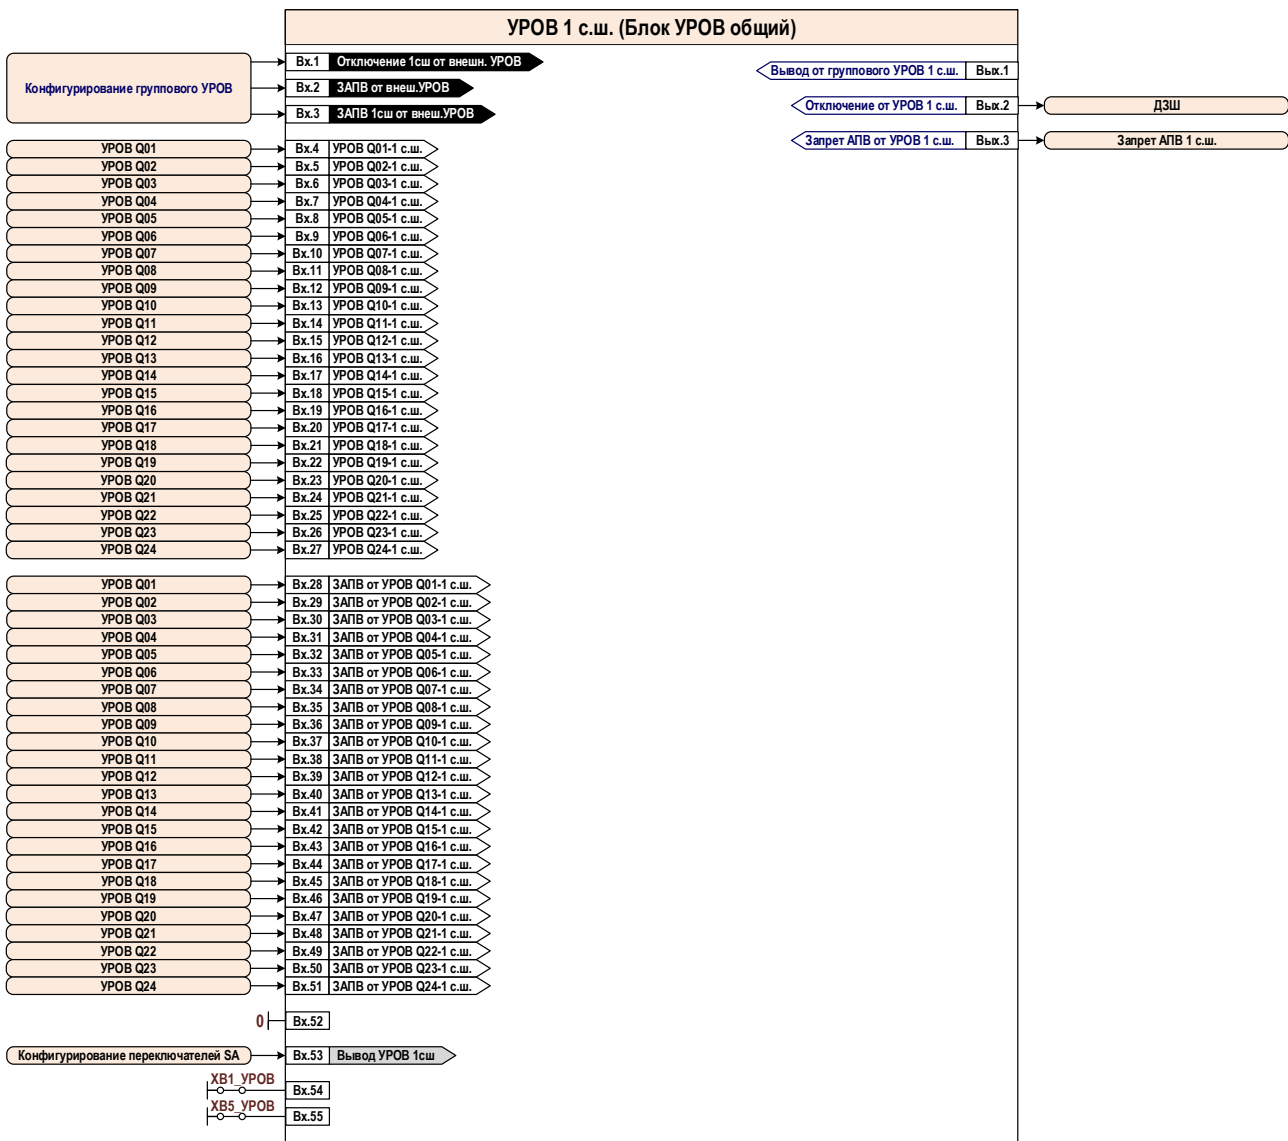 УРОВ 1 с.ш. (Блок УРОВ общий)
Конфигурирование группового УРОВ
Вх.1 Отключение 1сш от внешн. УРОВ
Вх.2 ЗАПВ от внеш.УРОВ
Вх.3 ЗАПВ 1сш от внеш.УРОВ
Вывод от группового УРОВ 1 с.ш. Вых.1
Отключение от УРОВ 1 с.ш. Вых.2 ДЗШ
Запрет АПВ от УРОВ 1 с.ш. Вых.3 Запрет АПВ 1 с.ш.
УРОВ Q01 Вх.4 УРОВ Q01-1 с.ш.
УРОВ Q02 Вх.5 УРОВ Q02-1 с.ш.
УРОВ Q03 Вх.6 УРОВ Q03-1 с.ш.
УРОВ Q04 Вх.7 УРОВ Q04-1 с.ш.
УРОВ Q05 Вх.8 УРОВ Q05-1 с.ш.
УРОВ Q06 Вх.9 УРОВ Q06-1 с.ш.
УРОВ Q07 Вх.10 УРОВ Q07-1 с.ш.
УРОВ Q08 Вх.11 УРОВ Q08-1 с.ш.
УРОВ Q09 Вх.12 УРОВ Q09-1 с.ш.
УРОВ Q10 Вх.13 УРОВ Q10-1 с.ш.
УРОВ Q11 Вх.14 УРОВ Q11-1 с.ш.
УРОВ Q12 Вх.15 УРОВ Q12-1 с.ш.
УРОВ Q13 Вх.16 УРОВ Q13-1 с.ш.
УРОВ Q14 Вх.17 УРОВ Q14-1 с.ш.
УРОВ Q15 Вх.18 УРОВ Q15-1 с.ш.
УРОВ Q16 Вх.19 УРОВ Q16-1 с.ш.
УРОВ Q17 Вх.20 УРОВ Q17-1 с.ш.
УРОВ Q18 Вх.21 УРОВ Q18-1 с.ш.
УРОВ Q19 Вх.22 УРОВ Q19-1 с.ш.
УРОВ Q20 Вх.23 УРОВ Q20-1 с.ш.
УРОВ Q21 Вх.24 УРОВ Q21-1 с.ш.
УРОВ Q22 Вх.25 УРОВ Q22-1 с.ш.
УРОВ Q23 Вх.26 УРОВ Q23-1 с.ш.
УРОВ Q24 Вх.27 УРОВ Q24-1 с.ш.
УРОВ Q01 Вх.28 ЗАПВ от УРОВ Q01-1 с.ш.
УРОВ Q02 Вх.29 ЗАПВ от УРОВ Q02-1 с.ш.
УРОВ Q03 Вх.30 ЗАПВ от УРОВ Q03-1 с.ш.
УРОВ Q04 Вх.31 ЗАПВ от УРОВ Q04-1 с.ш.
УРОВ Q05 Вх.32 ЗАПВ от УРОВ Q05-1 с.ш.
УРОВ Q06 Вх.33 ЗАПВ от УРОВ Q06-1 с.ш.
УРОВ Q07 Вх.34 ЗАПВ от УРОВ Q07-1 с.ш.
УРОВ Q08 Вх.35 ЗАПВ от УРОВ Q08-1 с.ш.
УРОВ Q09 Вх.36 ЗАПВ от УРОВ Q09-1 с.ш.
УРОВ Q10 Вх.37 ЗАПВ от УРОВ Q10-1 с.ш.
УРОВ Q11 Вх.38 ЗАПВ от УРОВ Q11-1 с.ш.
УРОВ Q12 Вх.39 ЗАПВ от УРОВ Q12-1 с.ш.
УРОВ Q13 Вх.40 ЗАПВ от УРОВ Q13-1 с.ш.
УРОВ Q14 Вх.41 ЗАПВ от УРОВ Q14-1 с.ш.
УРОВ Q15 Вх.42 ЗАПВ от УРОВ Q15-1 с.ш.
УРОВ Q16 Вх.43 ЗАПВ от УРОВ Q16-1 с.ш.
УРОВ Q17 Вх.44 ЗАПВ от УРОВ Q17-1 с.ш.
УРОВ Q18 Вх.45 ЗАПВ от УРОВ Q18-1 с.ш.
УРОВ Q19 Вх.46 ЗАПВ от УРОВ Q19-1 с.ш.
УРОВ Q20 Вх.47 ЗАПВ от УРОВ Q20-1 с.ш.
УРОВ Q21 Вх.48 ЗАПВ от УРОВ Q21-1 с.ш.
УРОВ Q22 Вх.49 ЗАПВ от УРОВ Q22-1 с.ш.
УРОВ Q23 Вх.50 ЗАПВ от УРОВ Q23-1 с.ш.
УРОВ Q24 Вх.51 ЗАПВ от УРОВ Q24-1 с.ш.
0 Вх.52
Конфигурирование переключателей SA Вх.53 Вывод УРОВ 1сш
XB1_УРОВ Вх.54
XB5_УРОВ Вх.55